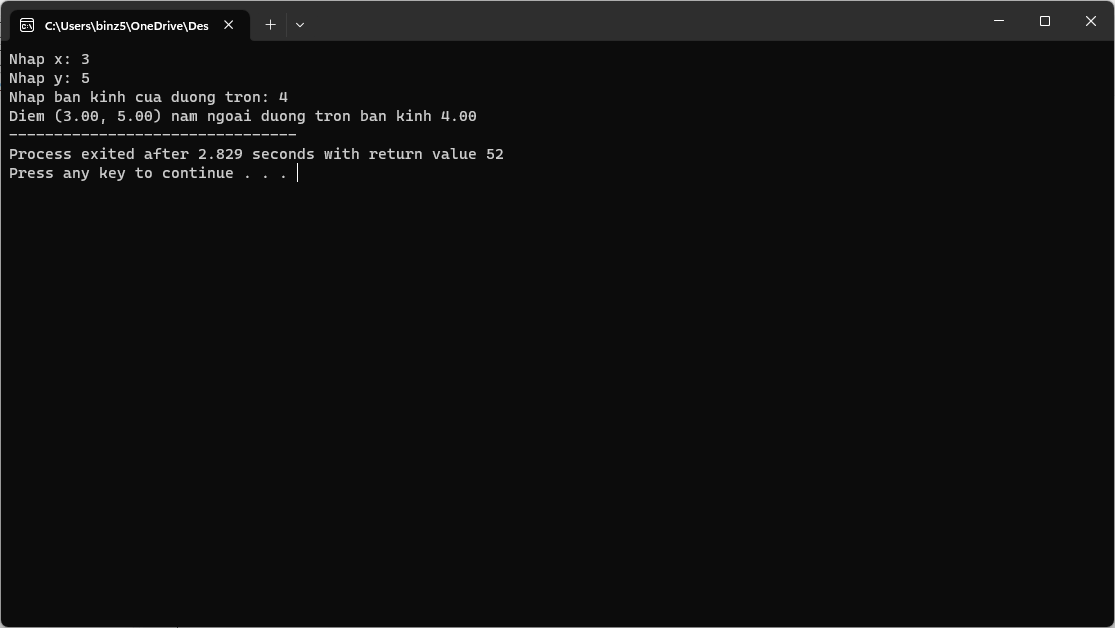 C:\Users\binz5\OneDrive\Des
Nhap x: 3
Nhap y: 5
Nhap ban kinh cua duong tron: 4
Diem (3.00, 5.00) nam ngoai duong tron ban kinh 4.00
--------------------------------
Process exited after 2.829 seconds with return value 52
Press any key to continue . . .